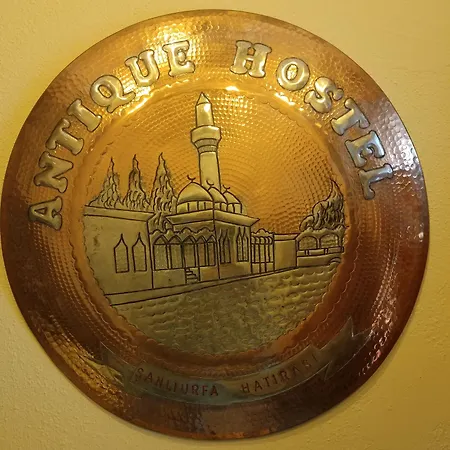 ANTIQUE HOSTEL
ŞANLIURFA HATIRASI